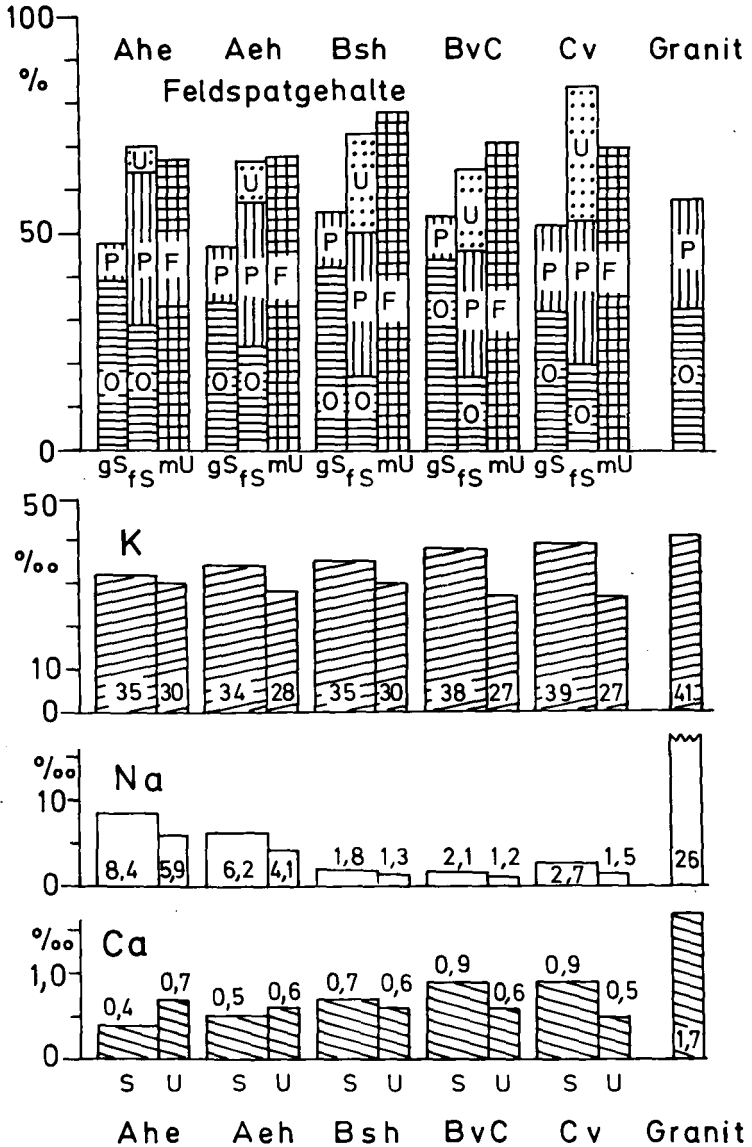 100
Ahe Aeh Bsh BvC Cv Granit
%
Feldspatgehalte
U U U U U
50
P P P P P P P P P P P
F F F F F
O O O O O O O O O O O
0
gS fS mU gS fS mU gS fS mU gS fS mU gS fS mU
50
K
‰
10
35 30 34 28 35 30 38 27 39 27 41
0
‰
Na
10
8,4 5,9 6,2 4,1 1,8 1,3 2,1 1,2 2,7 1,5 26
0
‰
Ca
1,0
0,4 0,7 0,5 0,6 0,7 0,6 0,9 0,6 0,9 0,5 1,7
0
S U S U S U S U S U
Ahe Aeh Bsh BvC Cv Granit